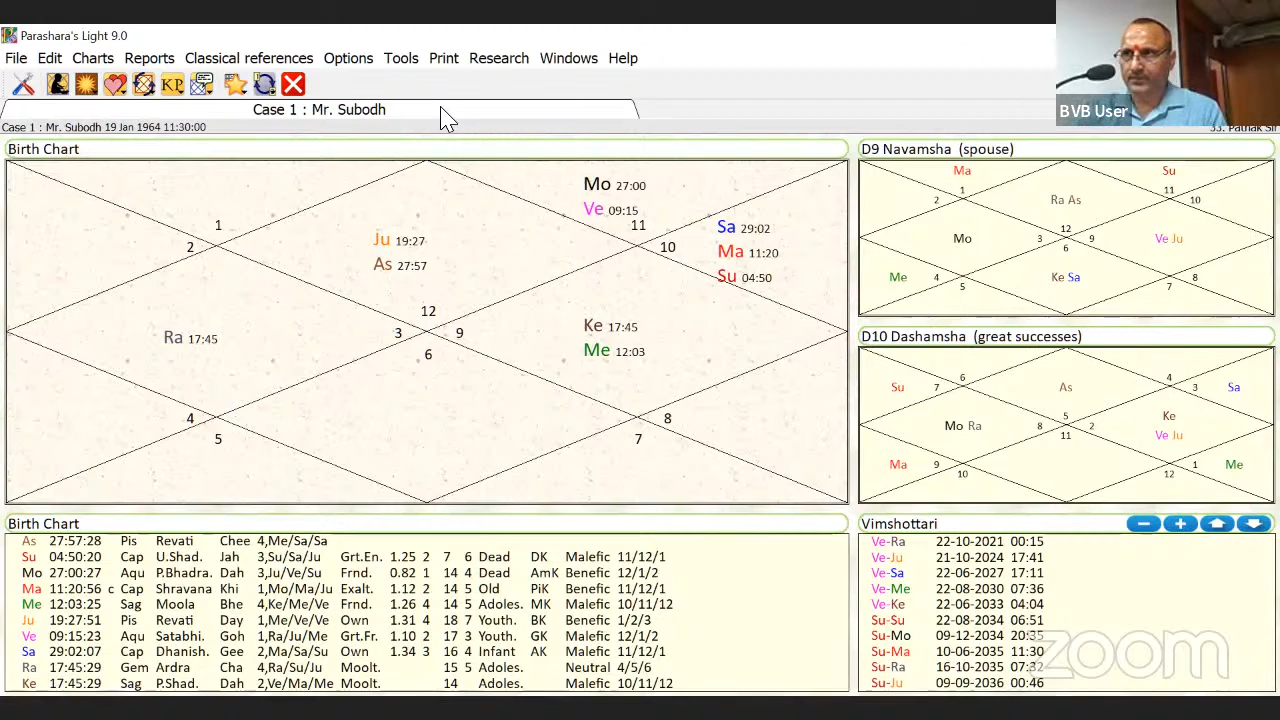 Parashara's Light 9.0
File Edit Charts Reports Classical references Options Tools Print Research Windows Help
KP
Case 1 : Mr. Subodh
BVB User
Case 1 : Mr. Subodh 19 Jan 1964 11:30:00
33. Pathak Sir
Birth Chart
Mo 27:00
Ve 09:15
11
Sa 29:02
10
Ma 11:20
Su 04:50
1
2
Ju 19:27
As 27:57
12
3
9
6
Ra 17:45
Ke 17:45
Me 12:03
4
5
8
7
D9 Navamsha (spouse)
Ma
Su
1
11
2
Ra As
10
12
Mo
3
9
Ve Ju
6
Me
4
Ke Sa
8
5
7
D10 Dashamsha (great successes)
6
4
Su
7
As
3
Sa
5
Ke
Mo Ra
8
2
Ve Ju
11
Ma
9
1
Me
10
12
Birth Chart
As 27:57:28 Pis Revati Chee 4,Me/Sa/Sa
Su 04:50:20 Cap U.Shad. Jah 3,Su/Sa/Ju Grt.En. 1.25 2 7 6 Dead DK Malefic 11/12/1
Mo 27:00:27 Aqu P.Bhadra. Dah 3,Ju/Ve/Su Frnd. 0.82 1 14 4 Dead AmK Benefic 12/1/2
Ma 11:20:56 c Cap Shravana Khi 1,Mo/Ma/Ju Exalt. 1.12 2 14 5 Old PiK Malefic 11/12/1
Me 12:03:25 Sag Moola Bhe 4,Ke/Me/Ve Frnd. 1.26 4 14 5 Adoles. MK Malefic 10/11/12
Ju 19:27:51 Pis Revati Day 1,Me/Ve/Ve Own 1.31 4 18 7 Youth. BK Benefic 1/2/3
Ve 09:15:23 Aqu Satabhi. Goh 1,Ra/Ju/Me Grt.Fr. 1.10 2 17 3 Youth. GK Malefic 12/1/2
Sa 29:02:07 Cap Dhanish. Gee 2,Ma/Sa/Su Own 1.34 3 16 4 Infant AK Malefic 11/12/1
Ra 17:45:29 Gem Ardra Cha 4,Ra/Su/Ju Moolt. 15 5 Adoles. Neutral 4/5/6
Ke 17:45:29 Sag P.Shad. Dah 2,Ve/Ma/Me Moolt. 14 Adoles. Malefic 10/11/12
Vimshottari
Ve-Ra 22-10-2021 00:15
Ve-Ju 21-10-2024 17:41
Ve-Sa 22-06-2027 17:11
Ve-Me 22-08-2030 07:36
Ve-Ke 22-06-2033 04:04
Su-Su 22-08-2034 06:51
Su-Mo 09-12-2034 20:35
Su-Ma 10-06-2035 11:30
Su-Ra 16-10-2035 07:32
Su-Ju 09-09-2036 00:46
zoom